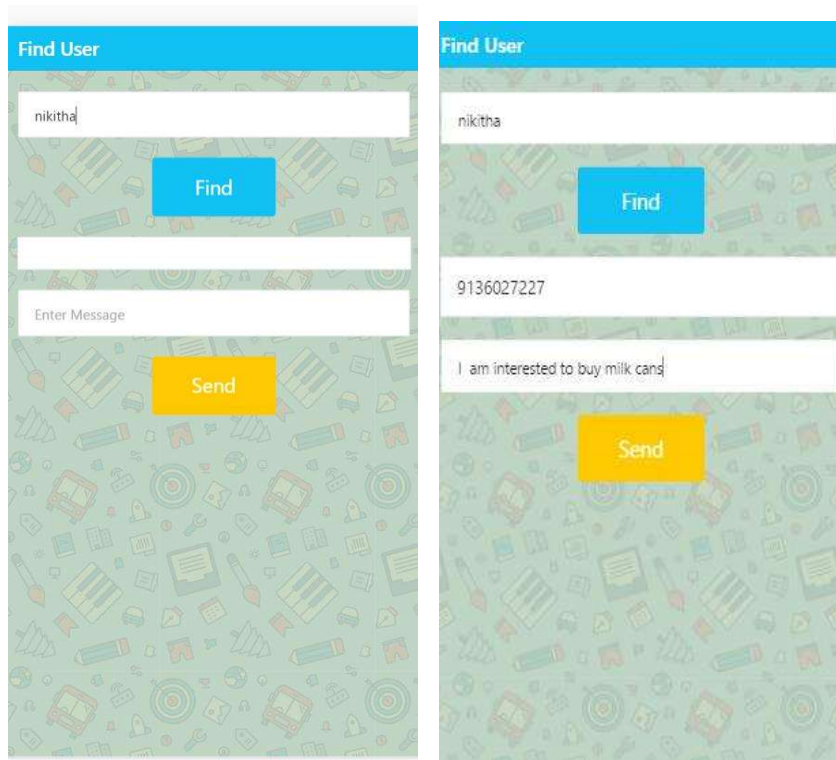 Find User
nikitha
Find
Enter Message
Send
Find User
nikitha
Find
9136027227
I am interested to buy milk cans
Send